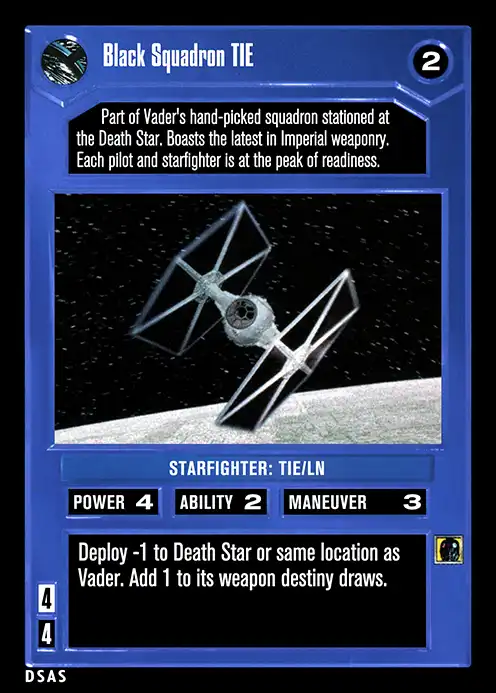 Black Squadron TIE
2
Part of Vader's hand-picked squadron stationed at
the Death Star. Boasts the latest in Imperial weaponry.
Each pilot and starfighter is at the peak of readiness.
STARFIGHTER: TIE/LN
POWER 4 ABILITY 2 MANEUVER 3
Deploy -1 to Death Star or same location as
Vader. Add 1 to its weapon destiny draws.
4
4
DSAS